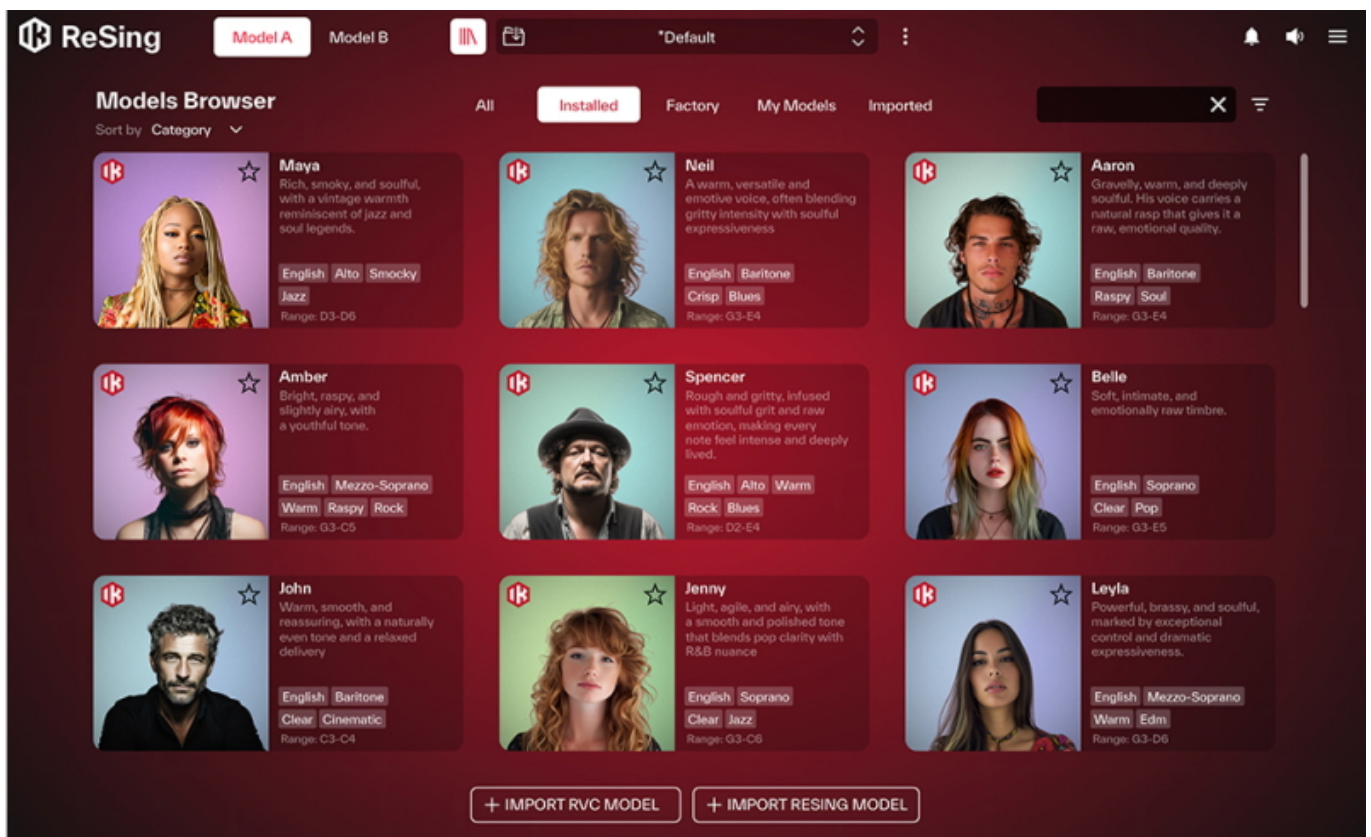 ReSing
Model A
Model B
*Default
Models Browser
Sort by Category
All
Installed
Factory
My Models
Imported
Maya
Rich, smoky, and soulful,
with a vintage warmth
reminiscent of jazz and
soul legends.
English Alto Smocky
Jazz
Range: D3-D6
Neil
A warm, versatile and
emotive voice, often blending
gritty intensity with soulful
expressiveness
English Baritone
Crisp Blues
Range: G3-E4
Aaron
Gravelly, warm, and deeply
soulful. His voice carries a
natural rasp that gives it a
raw, emotional quality.
English Baritone
Raspy Soul
Range: G3-E4
Amber
Bright, raspy, and
slightly airy, with
a youthful tone.
English Mezzo-Soprano
Warm Raspy Rock
Range: G3-C5
Spencer
Rough and gritty, infused
with soulful grit and raw
emotion, making every
note feel intense and deeply
lived.
English Alto Warm
Rock Blues
Range: D2-E4
Belle
Soft, intimate, and
emotionally raw timbre.
English Soprano
Clear Pop
Range: G3-E5
John
Warm, smooth, and
reassuring, with a naturally
even tone and a relaxed
delivery
English Baritone
Clear Cinematic
Range: C3-C4
Jenny
Light, agile, and airy, with
a smooth and polished tone
that blends pop clarity with
R&B nuance
English Soprano
Clear Jazz
Range: G3-C6
Leyla
Powerful, brassy, and soulful,
marked by exceptional
control and dramatic
expressiveness.
English Mezzo-Soprano
Warm Edm
Range: G3-D6
+ IMPORT RVC MODEL
+ IMPORT RESING MODEL